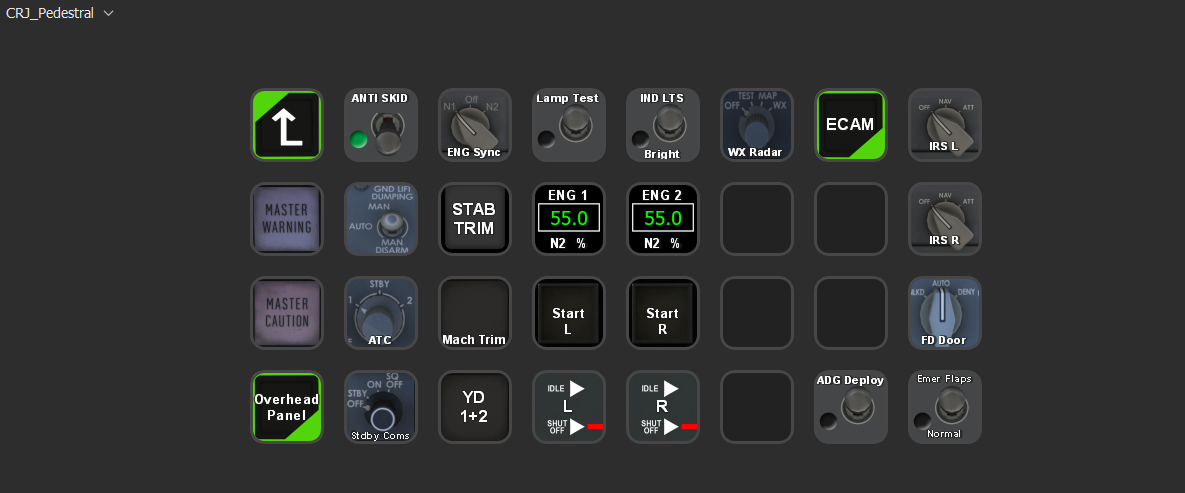 CRJ_Pedestral
ANTI SKID
Off
N1 N2
ENG Sync
Lamp Test
IND LTS
Bright
TEST MAP
OFF WX
WX Radar
ECAM
NAV
OFF ATT
IRS L
MASTER
WARNING
GND LIFI
DUMPING
MAN
AUTO
MAN
DISARM
STAB
TRIM
ENG 1
55.0
N2 %
ENG 2
55.0
N2 %
NAV
OFF ATT
IRS R
MASTER
CAUTION
STBY
1 2
ATC
Mach Trim
Start
L
Start
R
AUTO
LKD DENY
FD Door
Overhead
Panel
SQ
ON OFF
STBY
OFF
Stdby Coms
YD
1+2
IDLE
L
SHUT
OFF
IDLE
R
SHUT
OFF
ADG Deploy
Emer Flaps
Normal